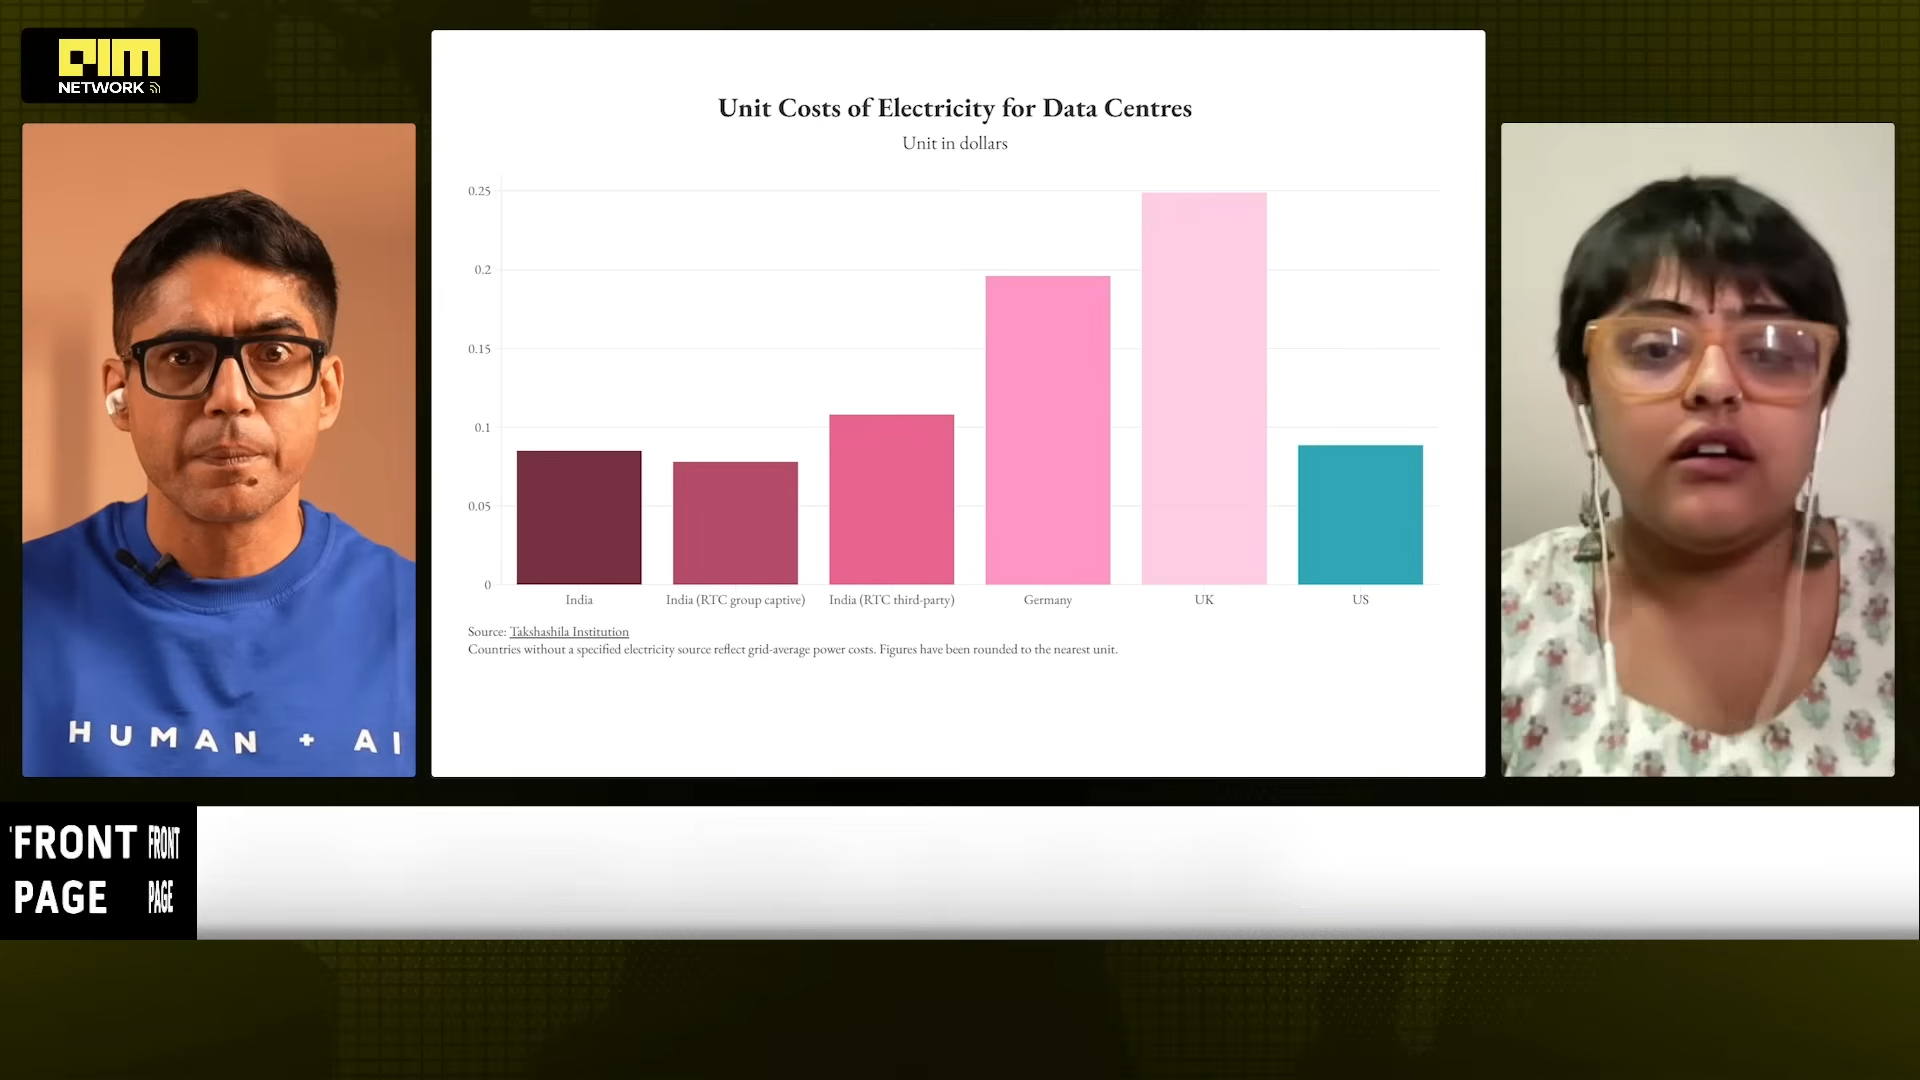 AIM
NETWORK
Unit Costs of Electricity for Data Centres
Unit in dollars
0.25
0.2
0.15
0.1
0.05
0
India
India (RTC group captive)
India (RTC third-party)
Germany
UK
US
Source: Takshashila Institution
Countries without a specified electricity source reflect grid-average power costs. Figures have been rounded to the nearest unit.
HUMAN + AI
FRONT FRONT
PAGE PAGE